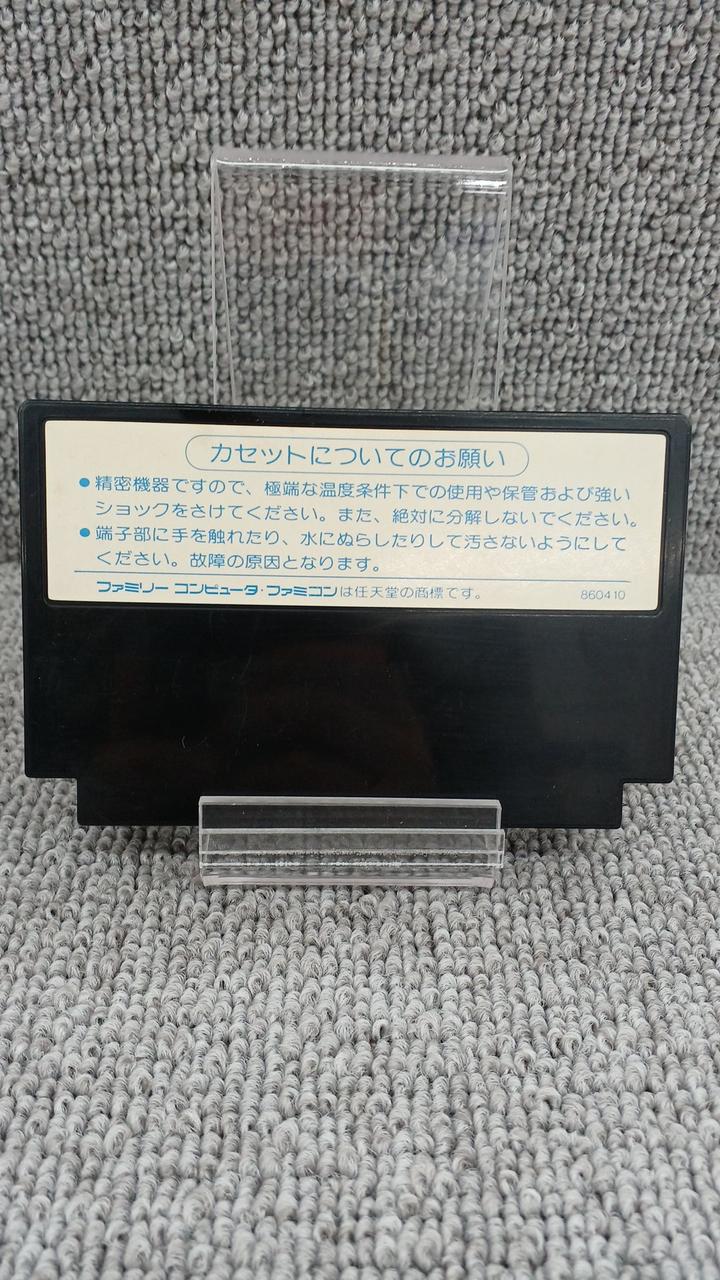 カセットについてのお願い
●精密機器ですので、極端な温度条件下での使用や保管および強い
ショックをさけてください。また、絶対に分解しないでください。
●端子部に手を触れたり、水にぬらしたりして汚さないようにして
ください。故障の原因となります。
ファミリー コンピュータ・ファミコンは任天堂の商標です。 860410